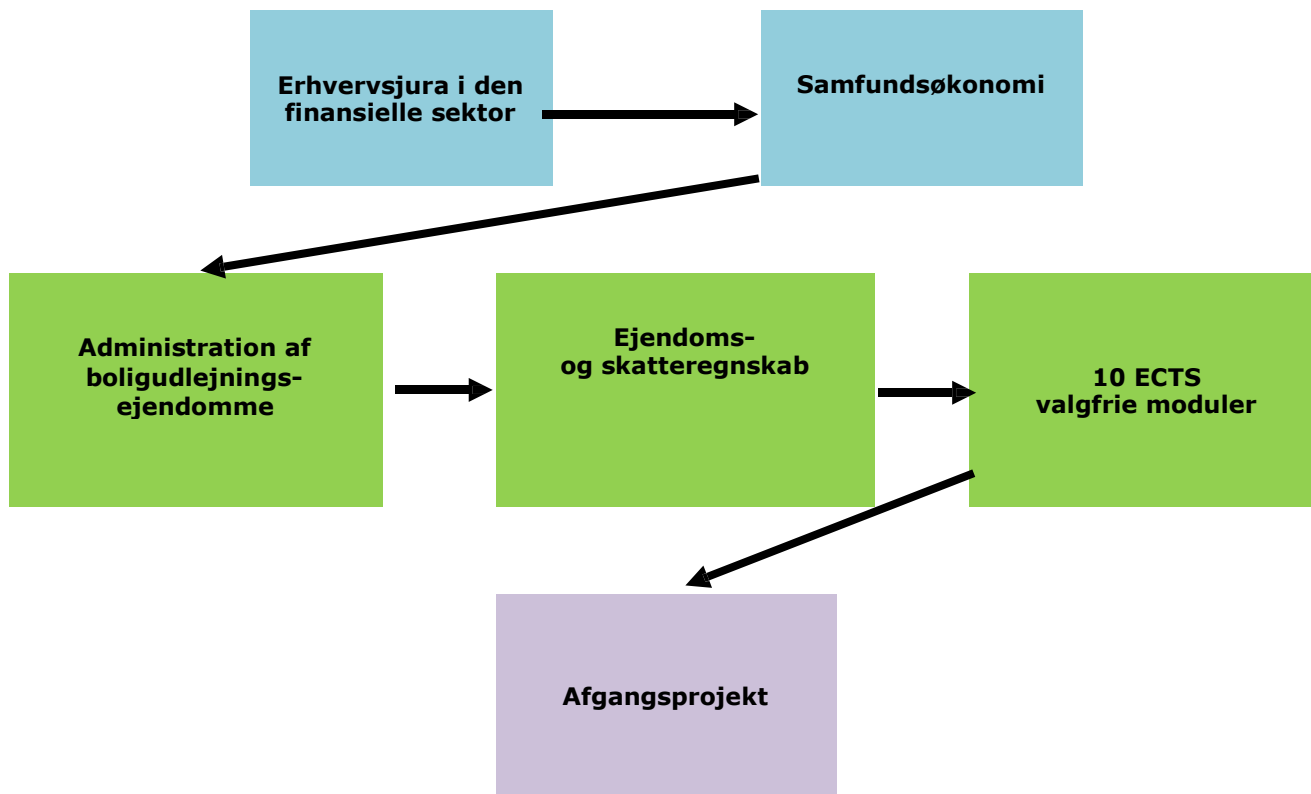 Erhvervsjura i den
finansielle sektor
Samfundsøkonomi
Administration af
boligudlejnings-
ejendomme
Ejendoms-
og skatteregnskab
10 ECTS
valgfrie moduler
Afgangsprojekt